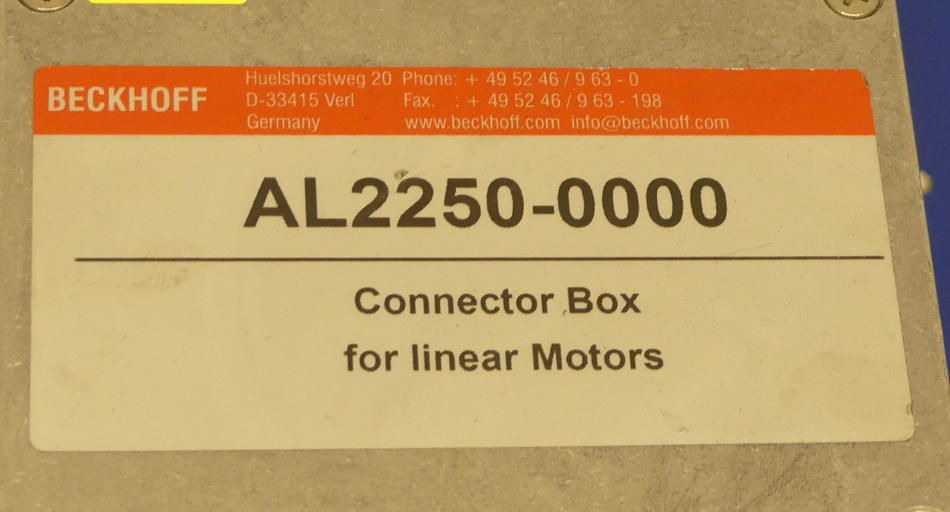 BECKHOFF
Huelshorstweg 20 Phone: + 49 52 46 / 9 63 - 0
D-33415 Verl Fax. : + 49 52 46 / 9 63 - 198
Germany www.beckhoff.com info@beckhoff.com
AL2250-0000
Connector Box
for linear Motors